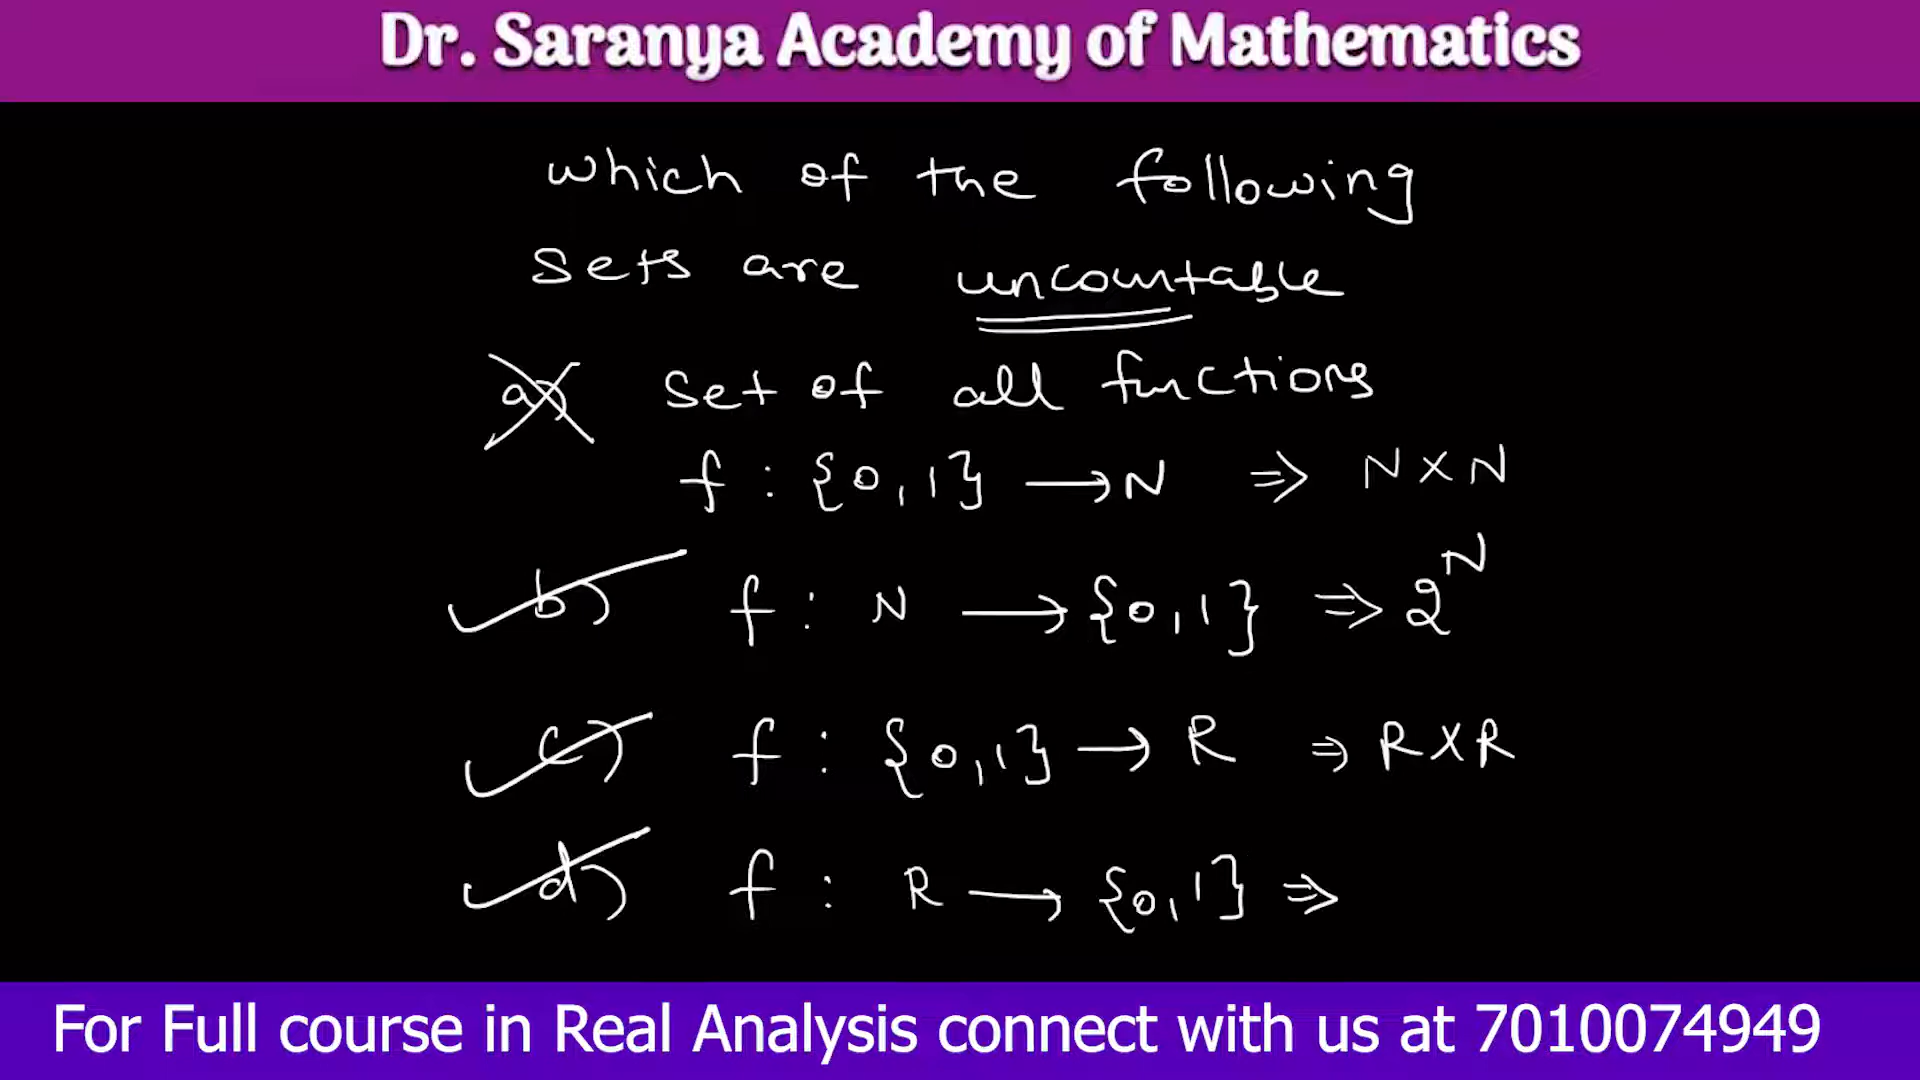 Dr. Saranya Academy of Mathematics
which of the following
sets are uncountable
a) set of all functions
f : {0,1} → N ⇒ N X N
b) f : N → {0,1} ⇒ 2^N
c) f : {0,1} → R ⇒ R X R
d) f : R → {0,1} ⇒
For Full course in Real Analysis connect with us at 7010074949